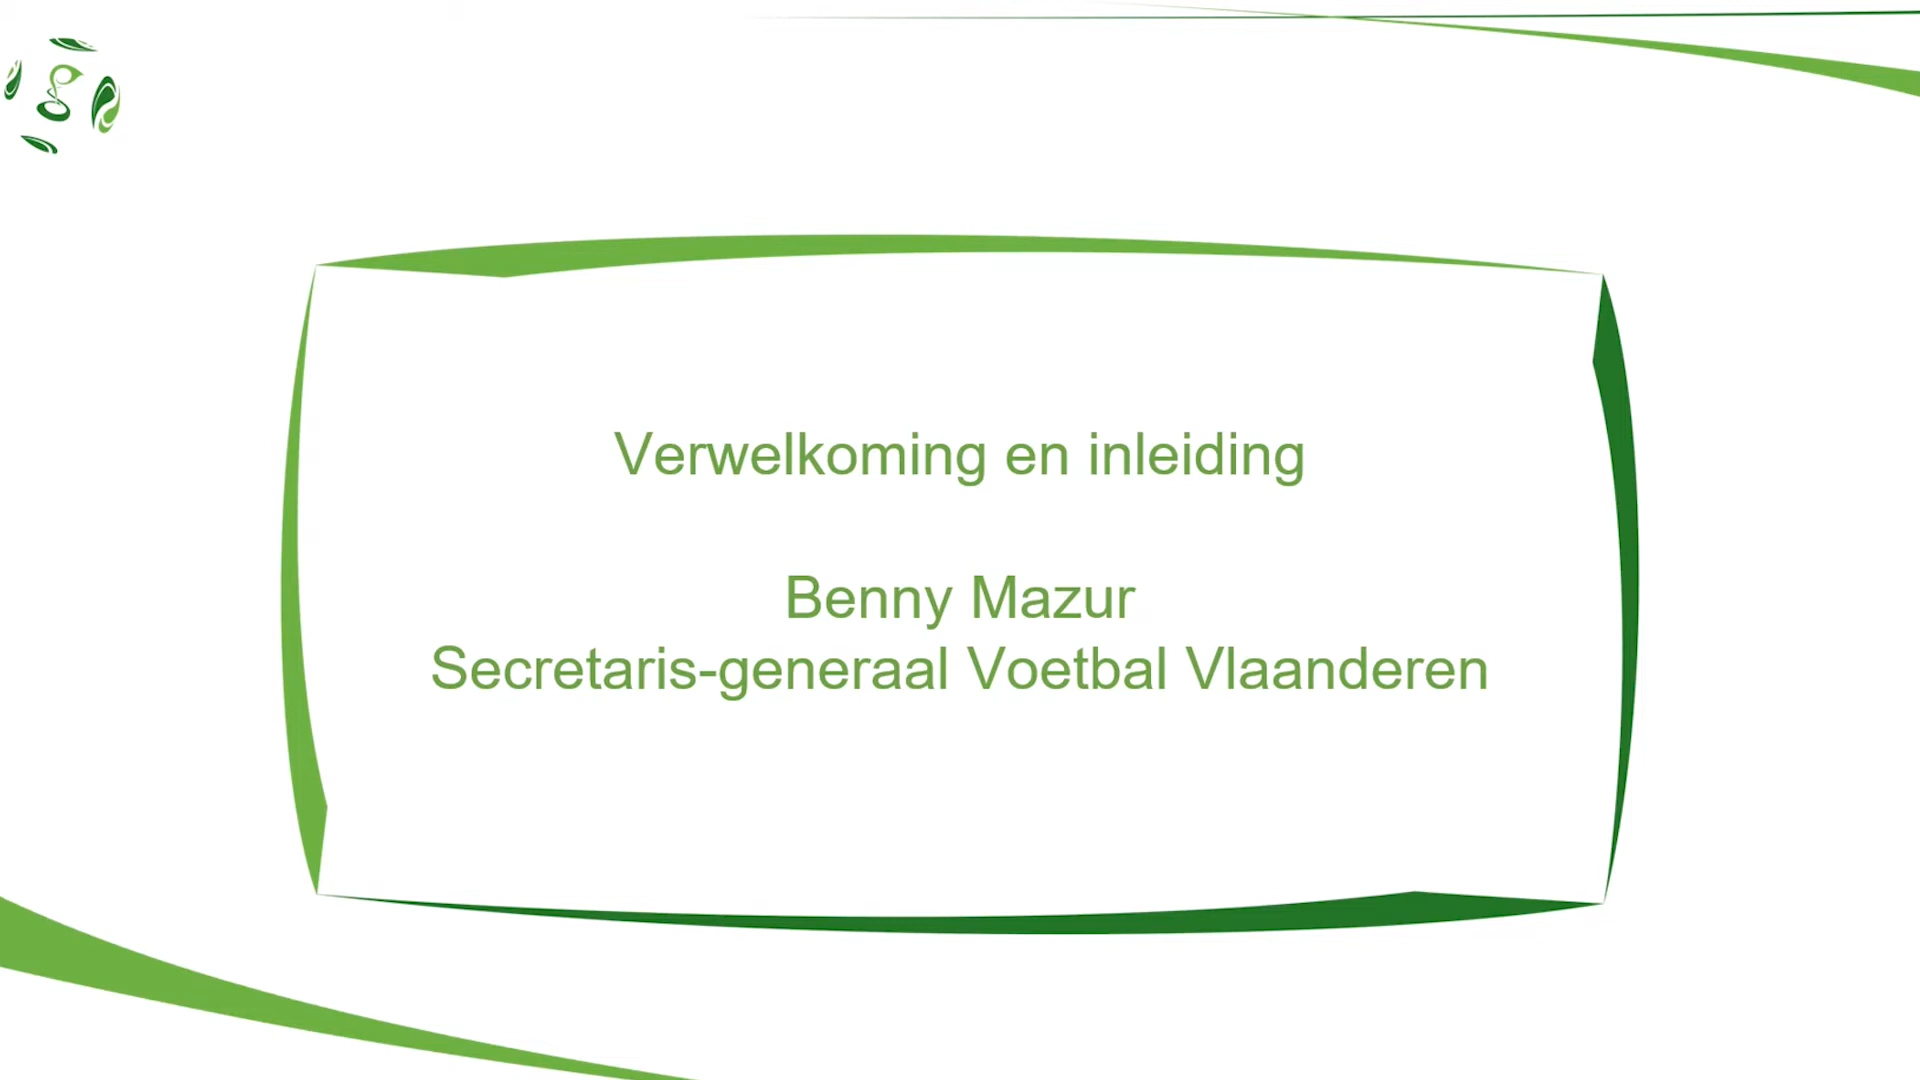 Verwelkoming en inleiding
Benny Mazur
Secretaris-generaal Voetbal Vlaanderen